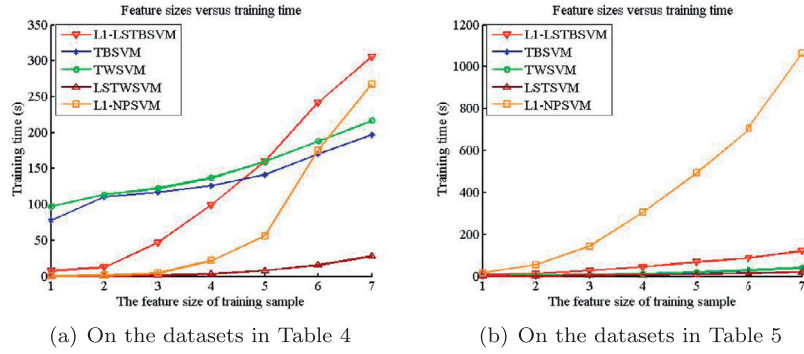 Feature sizes versus training time
350
300
250
200
150
100
50
0
Training time (s)
L1-LSTBSVM
TBSVM
TWSVM
LSTWSVM
L1-NPSVM
1 2 3 4 5 6 7
The feature size of training sample
(a) On the datasets in Table 4
Feature sizes versus training time
1200
1000
800
600
400
200
0
Training time (s)
L1-LSTBSVM
TBSVM
TWSVM
LSTSVM
L1-NPSVM
1 2 3 4 5 6 7
The feature size of training sample
(b) On the datasets in Table 5